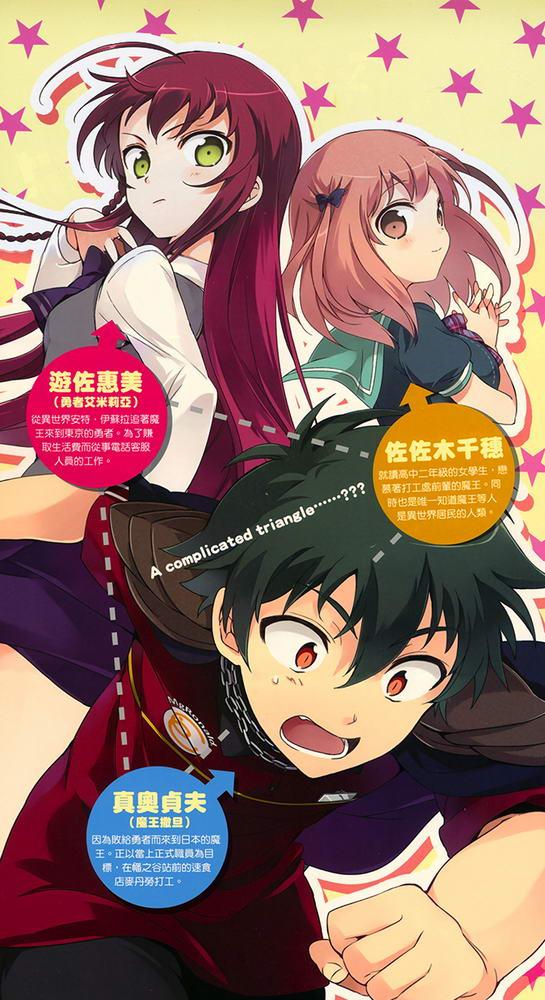 遊佐惠美
(勇者艾米莉亞)
從異世界安特．伊蘇拉追著魔
王來到東京的勇者。為了賺
取生活費而從事電話客服
人員的工作。
佐佐木千穗
就讀高中二年級的女學生，戀
慕著打工處前輩的魔王。同
時也是唯一知道魔王等人
是異世界居民的人類。
A complicated triangle……???
MgRonald
真奧貞夫
(魔王撒旦)
因為敗給勇者而來到日本的魔
王。正以當上正式職員為目
標，在幡之谷站前的速食
店麥丹勞打工。